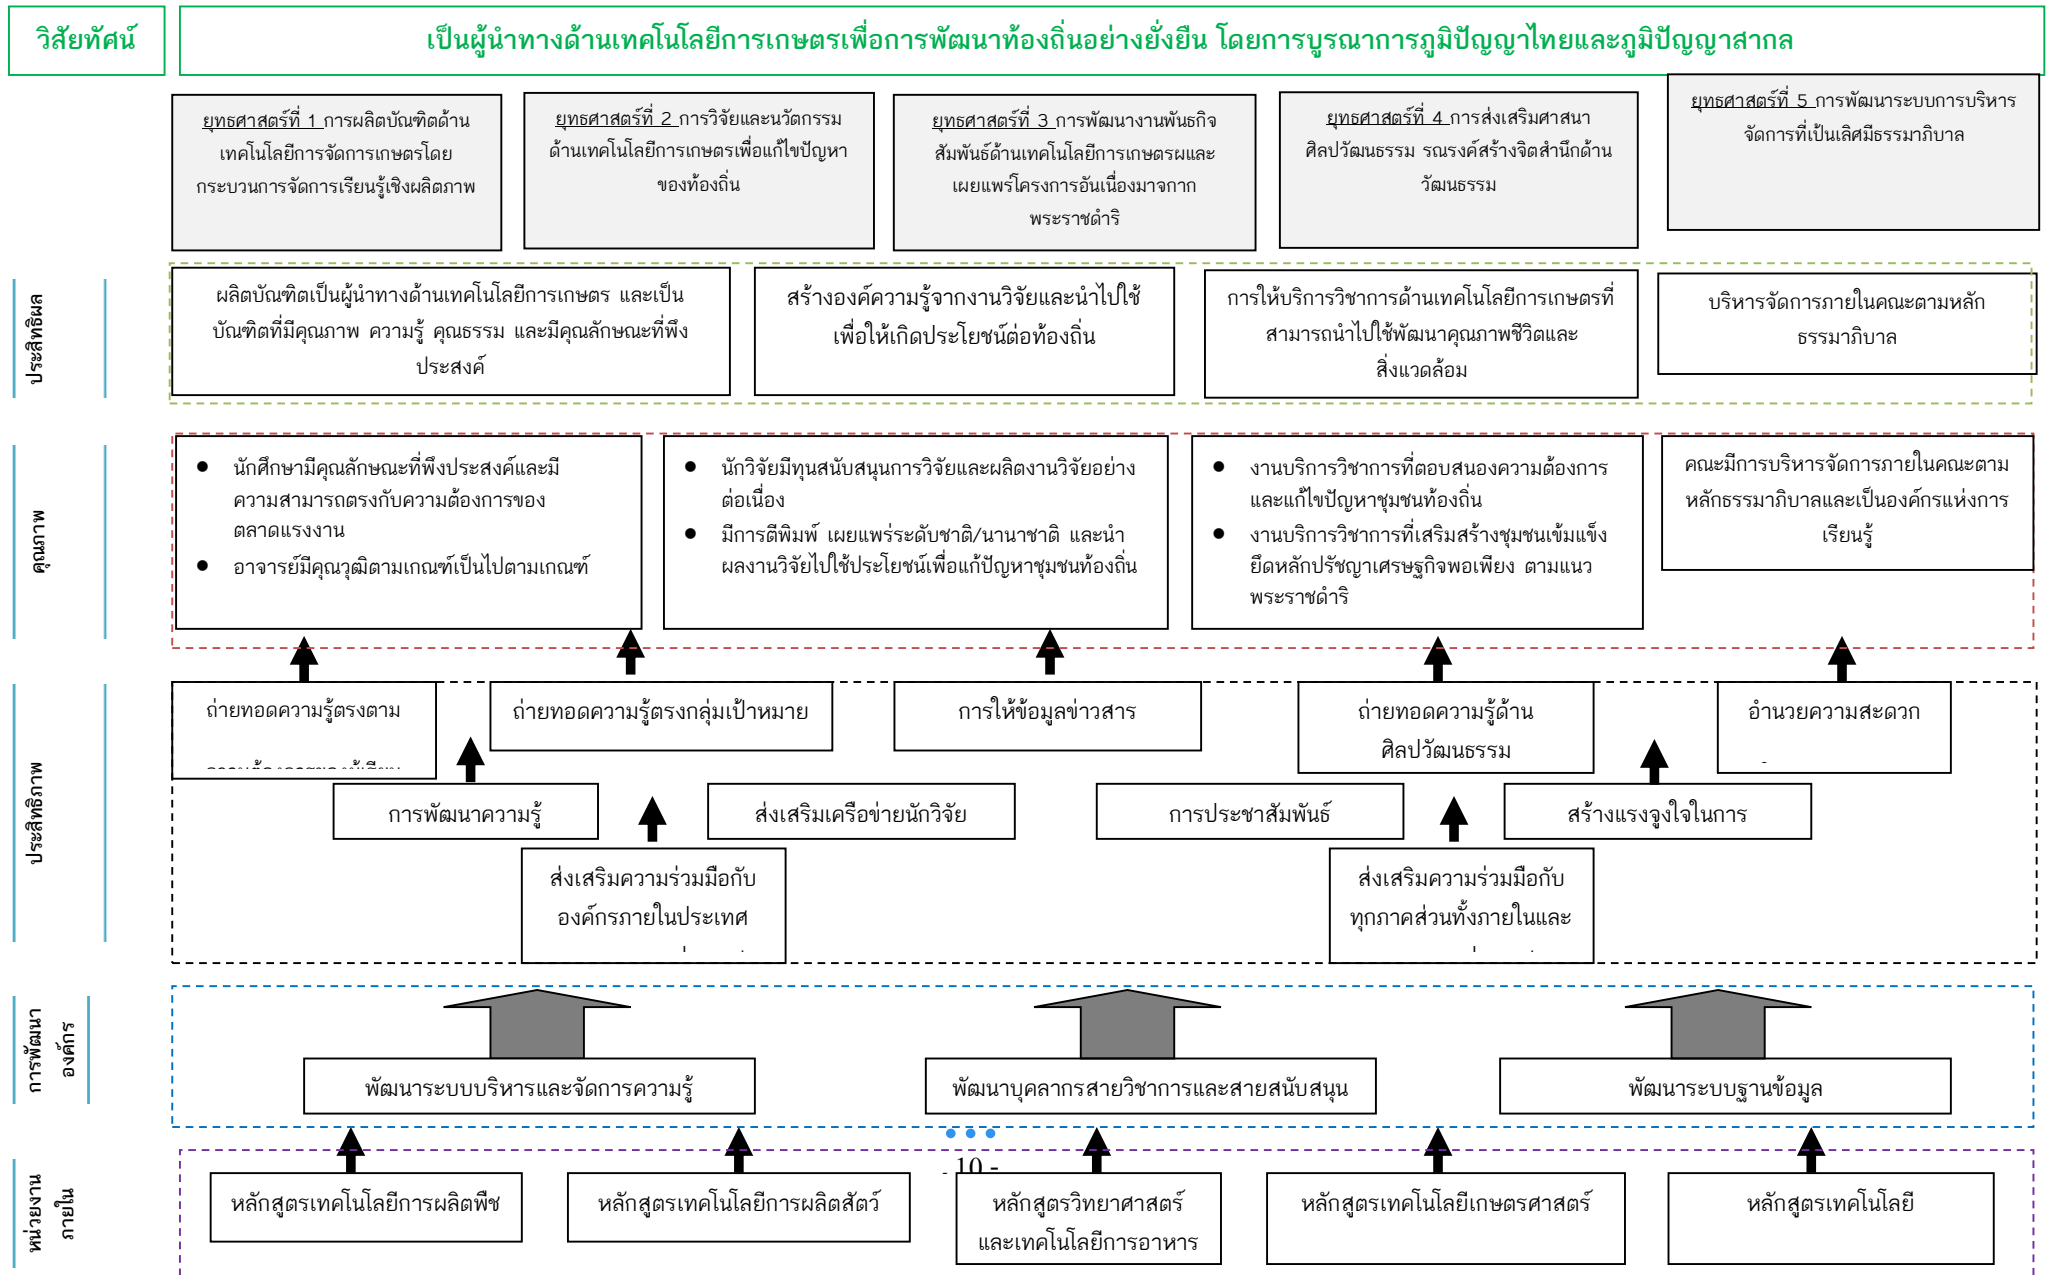 วิสัยทัศน์
เป็นผู้นำทางด้านเทคโนโลยีการเกษตรเพื่อการพัฒนาท้องถิ่นอย่างยั่งยืน โดยการบูรณาการภูมิปัญญาไทยและภูมิปัญญาสากล
ยุทธศาสตร์ที่ 1 การผลิตบัณฑิตด้าน
เทคโนโลยีการจัดการเกษตรโดย
กระบวนการจัดการเรียนรู้เชิงผลิตภาพ
ยุทธศาสตร์ที่ 2 การวิจัยและนวัตกรรม
ด้านเทคโนโลยีการเกษตรเพื่อแก้ไขปัญหา
ของท้องถิ่น
ยุทธศาสตร์ที่ 3 การพัฒนางานพันธกิจ
สัมพันธ์ด้านเทคโนโลยีการเกษตรผและ
เผยแพร่โครงการอันเนื่องมาจากาก
พระราชดำริ
ยุทธศาสตร์ที่ 4 การส่งเสริมศาสนา
ศิลปวัฒนธรรม รณรงค์สร้างจิตสำนึกด้าน
วัฒนธรรม
ยุทธศาสตร์ที่ 5 การพัฒนาระบบการบริหาร
จัดการที่เป็นเลิศมีธรรมาภิบาล
ประสิทธิผล
ผลิตบัณฑิตเป็นผู้นำทางด้านเทคโนโลยีการเกษตร และเป็น
บัณฑิตที่มีคุณภาพ ความรู้ คุณธรรม และมีคุณลักษณะที่พึง
ประสงค์
สร้างองค์ความรู้จากงานวิจัยและนำไปใช้
เพื่อให้เกิดประโยชน์ต่อท้องถิ่น
การให้บริการวิชาการด้านเทคโนโลยีการเกษตรที่
สามารถนำไปใช้พัฒนาคุณภาพชีวิตและ
สิ่งแวดล้อม
บริหารจัดการภายในคณะตามหลัก
ธรรมาภิบาล
คุณภาพ
● นักศึกษามีคุณลักษณะที่พึงประสงค์และมี
ความสามารถตรงกับความต้องการของ
ตลาดแรงงาน
● อาจารย์มีคุณวุฒิตามเกณฑ์เป็นไปตามเกณฑ์
● นักวิจัยมีทุนสนับสนุนการวิจัยและผลิตงานวิจัยอย่าง
ต่อเนื่อง
● มีการตีพิมพ์ เผยแพร่ระดับชาติ/นานาชาติ และนำ
ผลงานวิจัยไปใช้ประโยชน์เพื่อแก้ปัญหาชุมชนท้องถิ่น
● งานบริการวิชาการที่ตอบสนองความต้องการ
และแก้ไขปัญหาชุมชนท้องถิ่น
● งานบริการวิชาการที่เสริมสร้างชุมชนเข้มแข็ง
ยึดหลักปรัชญาเศรษฐกิจพอเพียง ตามแนว
พระราชดำริ
คณะมีการบริหารจัดการภายในคณะตาม
หลักธรรมาภิบาลและเป็นองค์กรแห่งการ
เรียนรู้
ประสิทธิภาพ
ถ่ายทอดความรู้ตรงตาม
ถ่ายทอดความรู้ตรงกลุ่มเป้าหมาย
การให้ข้อมูลข่าวสาร
ถ่ายทอดความรู้ด้าน
ศิลปวัฒนธรรม
อำนวยความสะดวก
การพัฒนาความรู้
ส่งเสริมเครือข่ายนักวิจัย
การประชาสัมพันธ์
สร้างแรงจูงใจในการ
ส่งเสริมความร่วมมือกับ
องค์กรภายในประเทศ
ส่งเสริมความร่วมมือกับ
ทุกภาคส่วนทั้งภายในและ
การพัฒนา
องค์กร
พัฒนาระบบบริหารและจัดการความรู้
พัฒนาบุคลากรสายวิชาการและสายสนับสนุน
พัฒนาระบบฐานข้อมูล
- 10 -
หน่วยงาน
ภายใน
หลักสูตรเทคโนโลยีการผลิตพืช
หลักสูตรเทคโนโลยีการผลิตสัตว์
หลักสูตรวิทยาศาสตร์
และเทคโนโลยีการอาหาร
หลักสูตรเทคโนโลยีเกษตรศาสตร์
หลักสูตรเทคโนโลยี